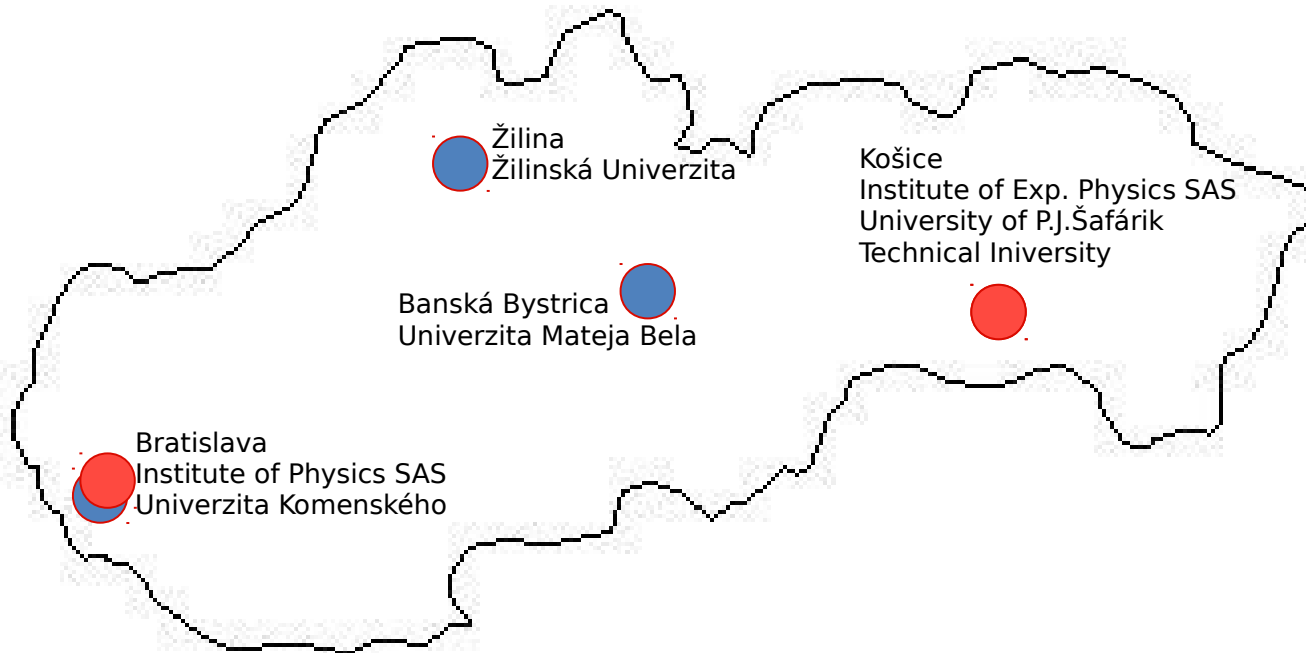 Žilina
Žilinská Univerzita
Košice
Institute of Exp. Physics SAS
University of P.J.Šafárik
Technical Iniversity
Banská Bystrica
Univerzita Mateja Bela
Bratislava
Institute of Physics SAS
Univerzita Komenského